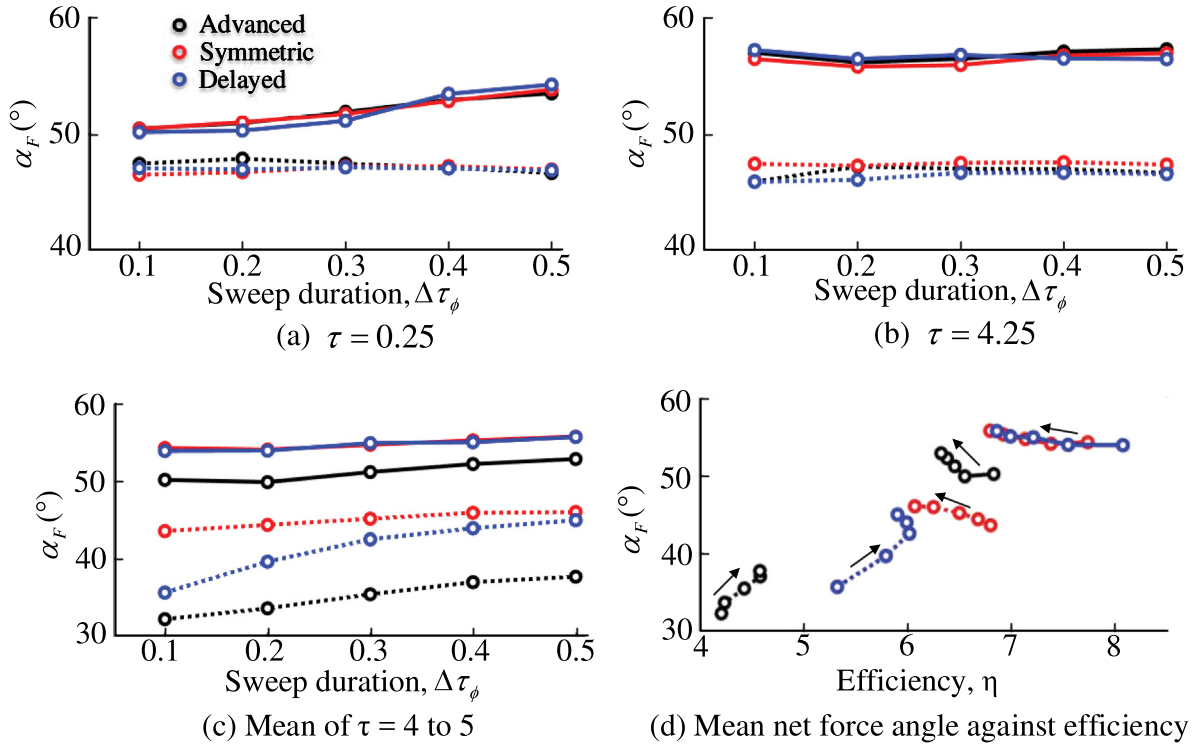 60
50
40
α_F (°)
Advanced
Symmetric
Delayed
0.1 0.2 0.3 0.4 0.5
Sweep duration, Δτ_ϕ
(a) τ = 0.25
60
50
40
α_F (°)
0.1 0.2 0.3 0.4 0.5
Sweep duration, Δτ_ϕ
(b) τ = 4.25
60
50
40
30
α_F (°)
0.1 0.2 0.3 0.4 0.5
Sweep duration, Δτ_ϕ
(c) Mean of τ = 4 to 5
60
50
40
30
α_F (°)
4 5 6 7 8
Efficiency, η
(d) Mean net force angle against efficiency